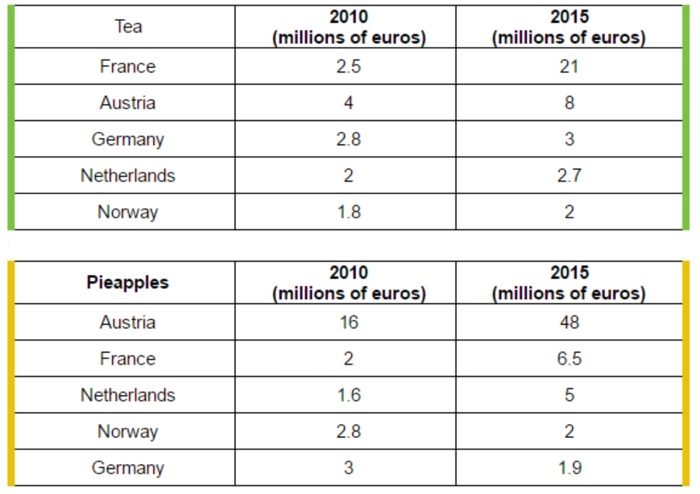 Tea 2010 (millions of euros) 2015 (millions of euros)
France 2.5 21
Austria 4 8
Germany 2.8 3
Netherlands 2 2.7
Norway 1.8 2
Pieapples 2010 (millions of euros) 2015 (millions of euros)
Austria 16 48
France 2 6.5
Netherlands 1.6 5
Norway 2.8 2
Germany 3 1.9